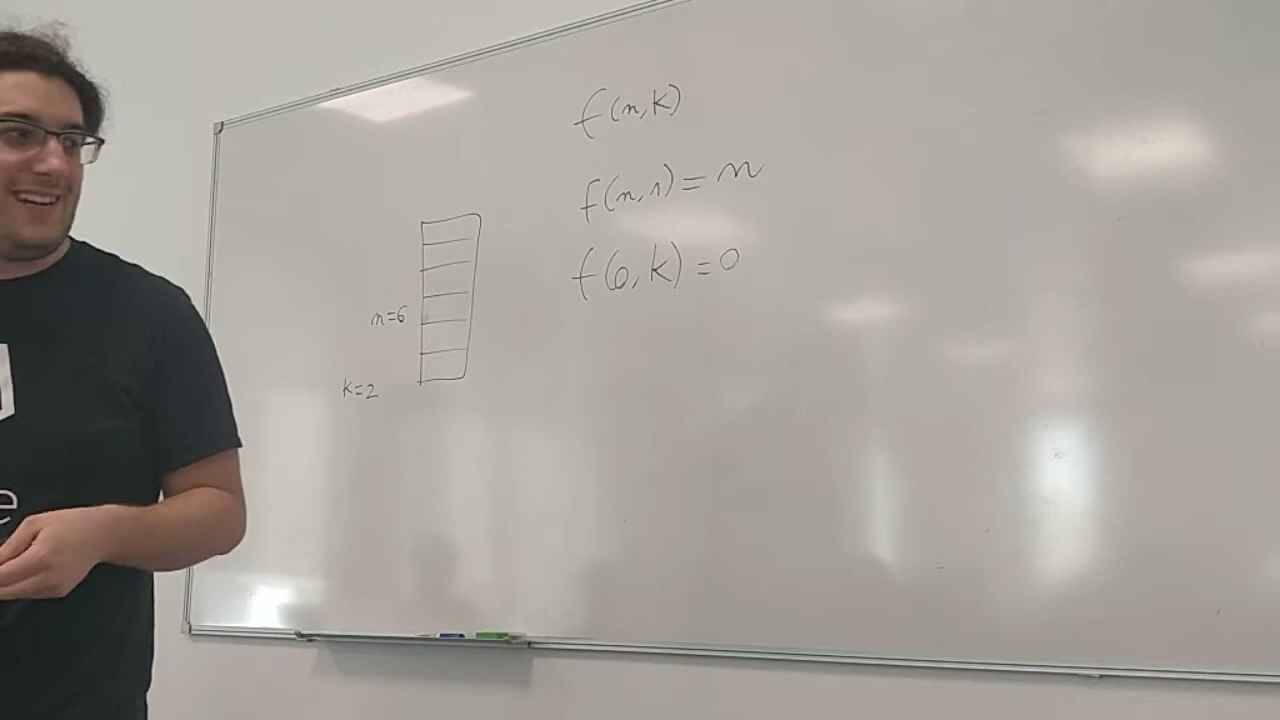 f(n,k)
f(n,1)=n
f(0,k)=0
n=6
k=2
e